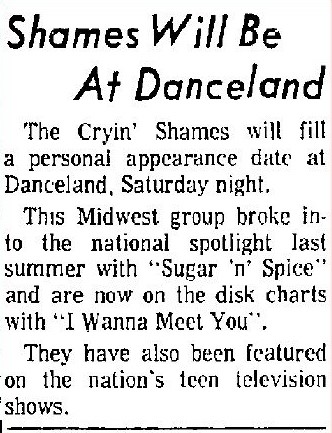 Shames Will Be
At Danceland
The Cryin' Shames will fill
a personal appearance date at
Danceland, Saturday night.
This Midwest group broke in-
to the national spotlight last
summer with "Sugar 'n' Spice"
and are now on the disk charts
with "I Wanna Meet You".
They have also been featured
on the nation's teen television
shows.